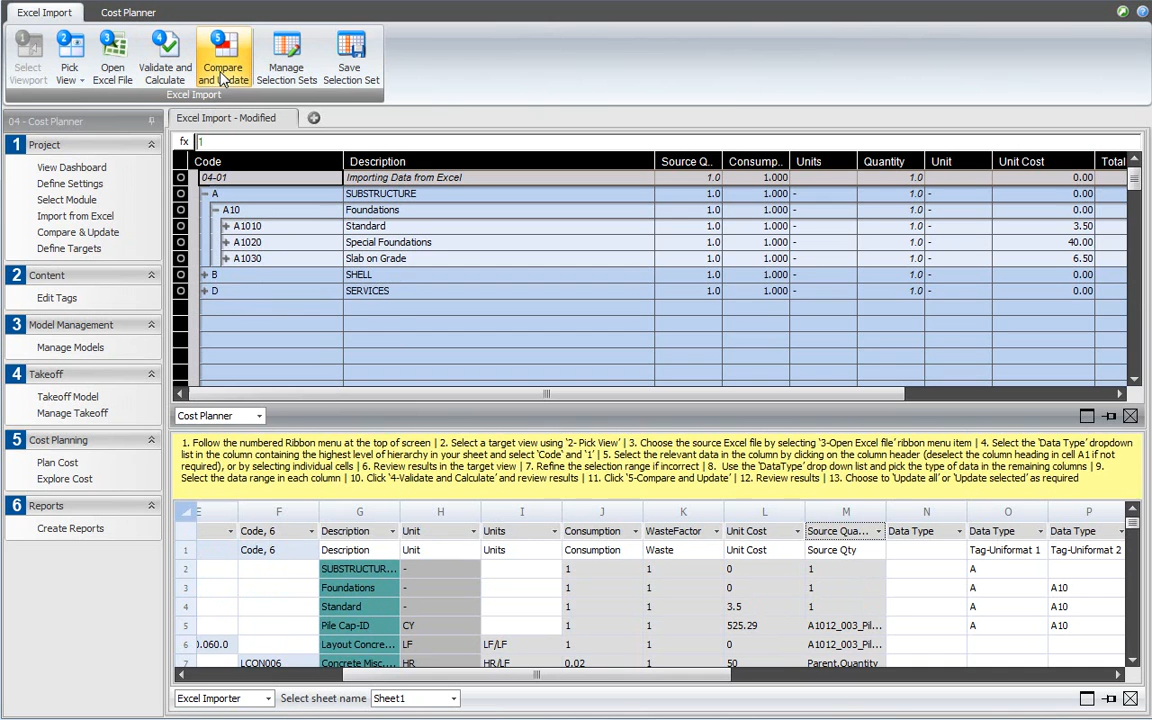 Excel Import Cost Planner
1 2 3 4 5
Select Viewport Pick View Open Excel File Validate and Calculate Compare and Update Manage Selection Sets Save Selection Set
Excel Import
04 - Cost Planner
1 Project
View Dashboard
Define Settings
Select Module
Import from Excel
Compare & Update
Define Targets
2 Content
Edit Tags
3 Model Management
Manage Models
4 Takeoff
Takeoff Model
Manage Takeoff
5 Cost Planning
Plan Cost
Explore Cost
6 Reports
Create Reports
Excel Import - Modified
fx 1
Code Description Source Q.. Consump.. Units Quantity Unit Unit Cost Total
04-01 Importing Data from Excel 1.0 1.000 - 1.0 - 0.00
A SUBSTRUCTURE 1.0 1.000 - 1.0 - 0.00
A10 Foundations 1.0 1.000 - 1.0 - 0.00
A1010 Standard 1.0 1.000 - 1.0 - 3.50
A1020 Special Foundations 1.0 1.000 - 1.0 - 40.00
A1030 Slab on Grade 1.0 1.000 - 1.0 - 6.50
B SHELL 1.0 1.000 - 1.0 - 0.00
D SERVICES 1.0 1.000 - 1.0 - 0.00
Cost Planner
1. Follow the numbered Ribbon menu at the top of screen | 2. Select a target view using '2- Pick View' | 3. Choose the source Excel file by selecting '3-Open Excel file' ribbon menu item | 4. Select the 'Data Type' dropdown
list in the column containing the highest level of hierarchy in your sheet and select 'Code' and '1' | 5. Select the relevant data in the column by clicking on the column header (deselect the column heading in cell A1 if not
required), or by selecting individual cells | 6. Review results in the target view | 7. Refine the selection range if incorrect | 8. Use the 'DataType' drop down list and pick the type of data in the remaining columns | 9.
Select the data range in each column | 10. Click '4-Validate and Calculate' and review results | 11. Click '5-Compare and Update' | 12. Review results | 13. Choose to 'Update all' or 'Update selected' as required
E F G H I J K L M N O P
Code, 6 Description Unit Units Consumption WasteFactor Unit Cost Source Qua... Data Type Data Type Data Type
1 Code, 6 Description Unit Units Consumption Waste Unit Cost Source Qty Tag-Uniformat 1 Tag-Uniformat 2
2 SUBSTRUCTUR... - 1 1 0 1 A
3 Foundations - 1 1 0 1 A A10
4 Standard - 1 1 3.5 1 A A10
5 Pile Cap-ID CY 1 1 525.29 A1012_003_Pil... A A10
6 0.060.0 Layout Concre... LF LF/LF 1 1 0 A1012_003_Pil...
7 LCON006 Concrete Misc... HR HR/LF 0.02 1 50 Parent.Quantity
Excel Importer Select sheet name Sheet1